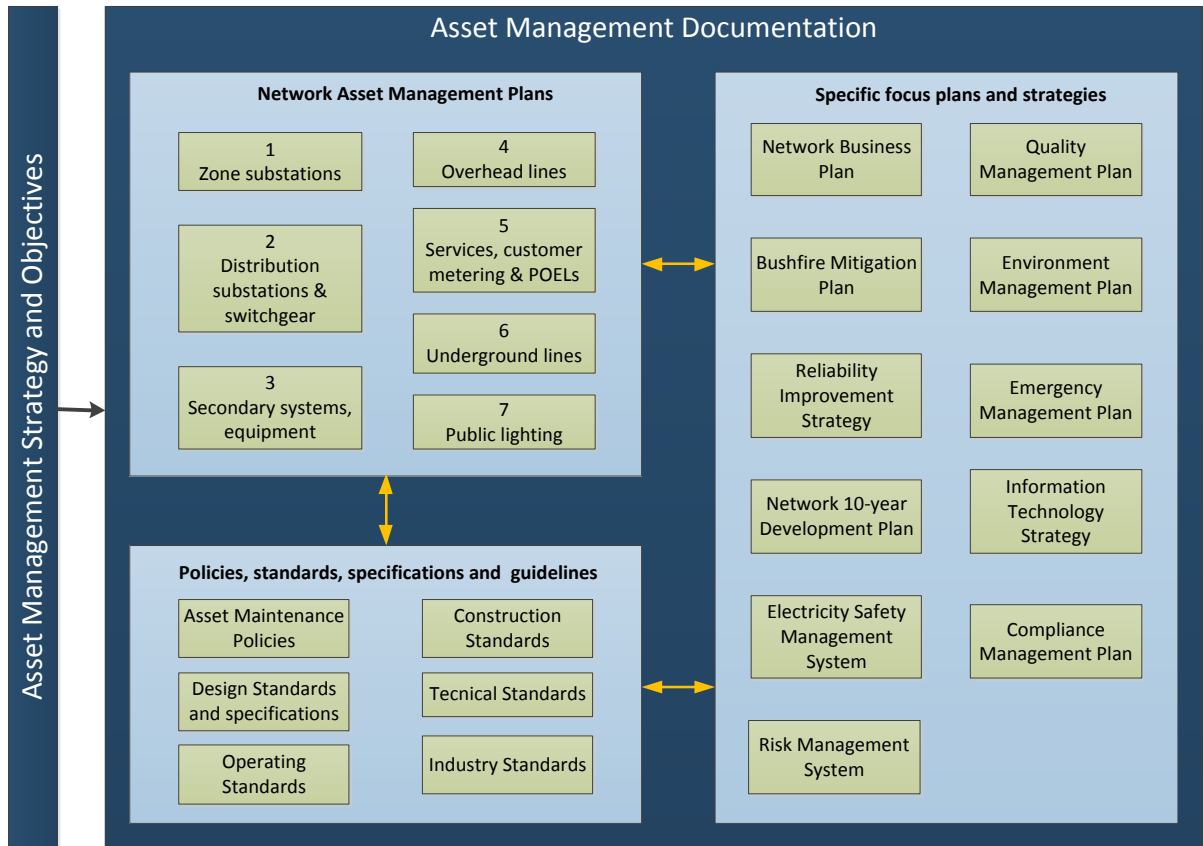 Asset Management Strategy and Objectives
Asset Management Documentation
Network Asset Management Plans
1
Zone substations
2
Distribution
substations &
switchgear
3
Secondary systems,
equipment
4
Overhead lines
5
Services, customer
metering & POELs
6
Underground lines
7
Public lighting
Policies, standards, specifications and  guidelines
Asset Maintenance
Policies
Design Standards
and specifications
Operating
Standards
Construction
Standards
Tecnical Standards
Industry Standards
Specific focus plans and strategies
Network Business
Plan
Bushfire Mitigation
Plan
Reliability
Improvement
Strategy
Network 10-year
Development Plan
Electricity Safety
Management
System
Risk Management
System
Quality
Management Plan
Environment
Management Plan
Emergency
Management Plan
Information
Technology
Strategy
Compliance
Management Plan